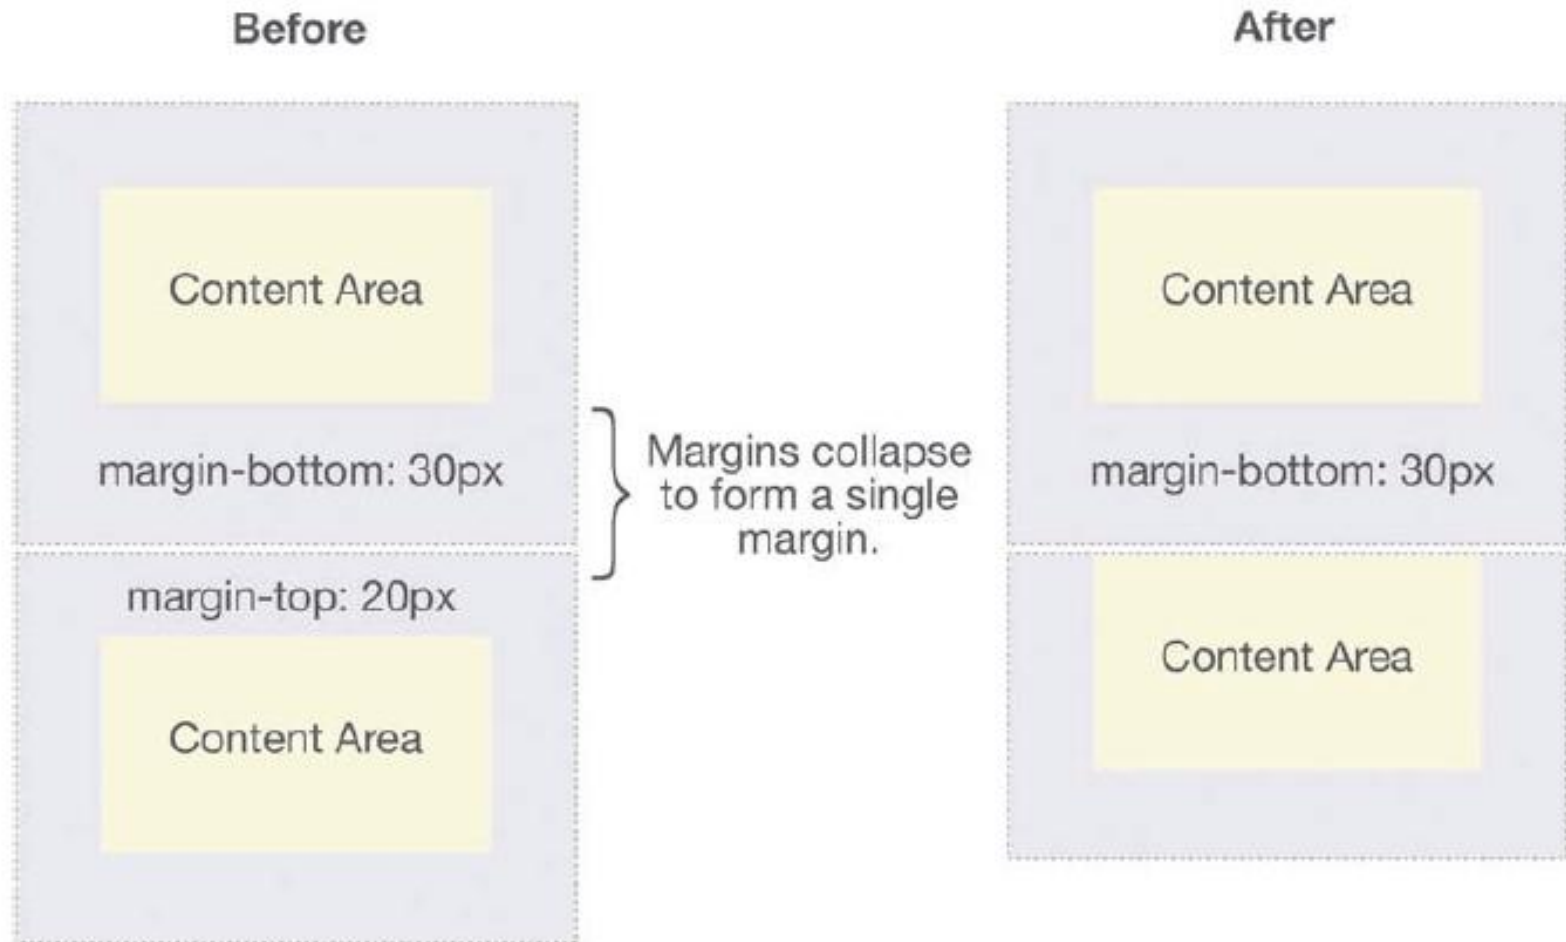 Before
After
Content Area
margin-bottom: 30px
margin-top: 20px
Content Area
Margins collapse
to form a single
margin.
Content Area
margin-bottom: 30px
Content Area